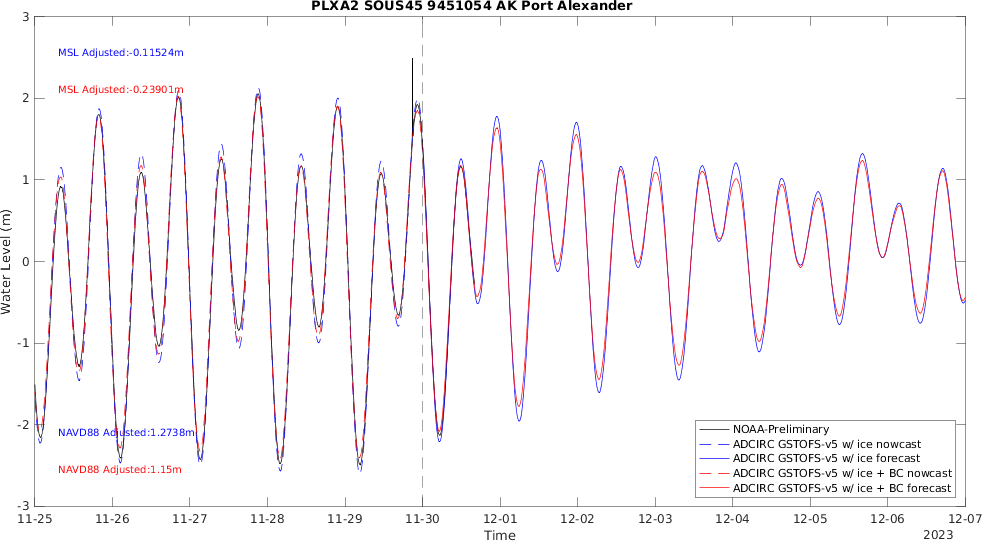 PLXA2 SOUS45 9451054 AK Port Alexander
3
MSL Adjusted:-0.11524m
MSL Adjusted:-0.23901m
2
1
0
-1
-2
-3
Water Level (m)
NAVD88 Adjusted:1.2738m
NAVD88 Adjusted:1.15m
NOAA-Preliminary
ADCIRC GSTOFS-v5 w/ ice nowcast
ADCIRC GSTOFS-v5 w/ ice forecast
ADCIRC GSTOFS-v5 w/ ice + BC nowcast
ADCIRC GSTOFS-v5 w/ ice + BC forecast
11-25 11-26 11-27 11-28 11-29 11-30 12-01 12-02 12-03 12-04 12-05 12-06 12-07
Time
2023